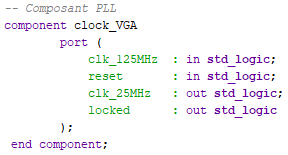 -- Composant PLL
component clock_VGA
port (
clk_125MHz : in std_logic;
reset : in std_logic;
clk_25MHz : out std_logic;
locked : out std_logic
);
end component;